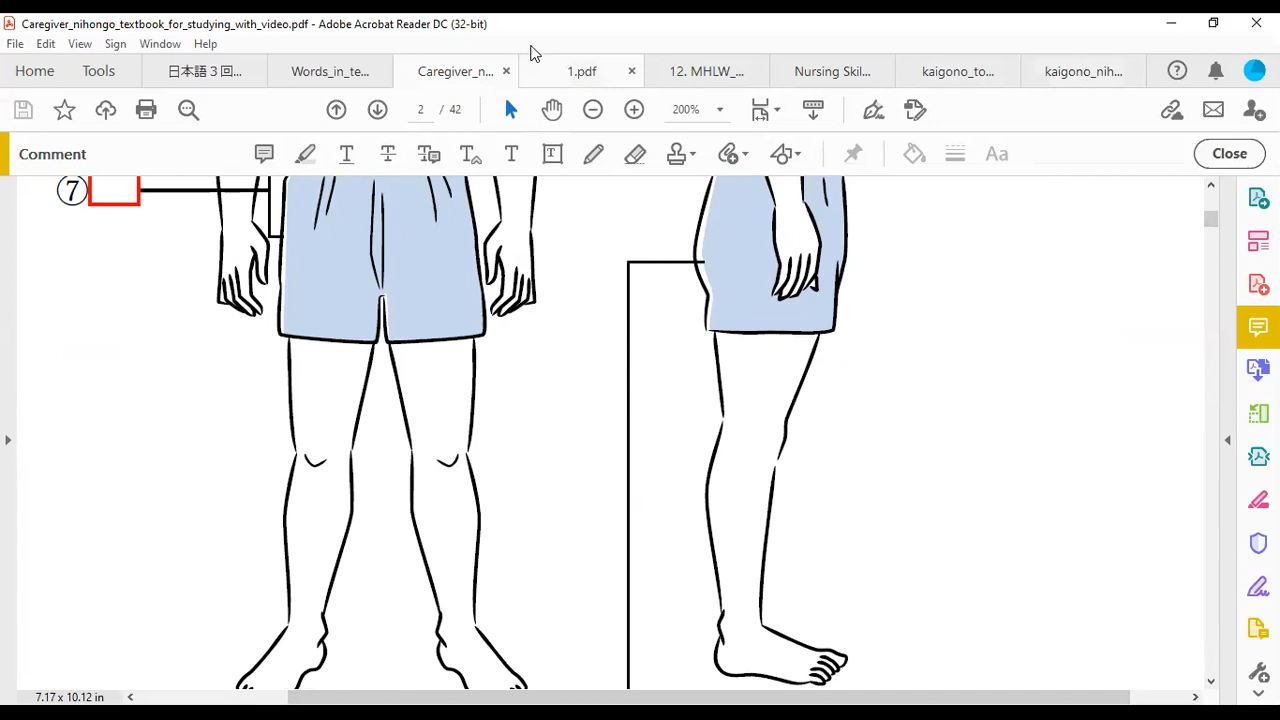 Caregiver_nihongo_textbook_for_studying_with_video.pdf - Adobe Acrobat Reader DC (32-bit)
File Edit View Sign Window Help
Home Tools 日本語３回... Words_in_te... Caregiver_n... × 1.pdf × 12. MHLW_... Nursing Skil... kaigono_to... kaigono_nih...
2 / 42 200%
Comment T T T T T Aa Close
⑦
7.17 x 10.12 in